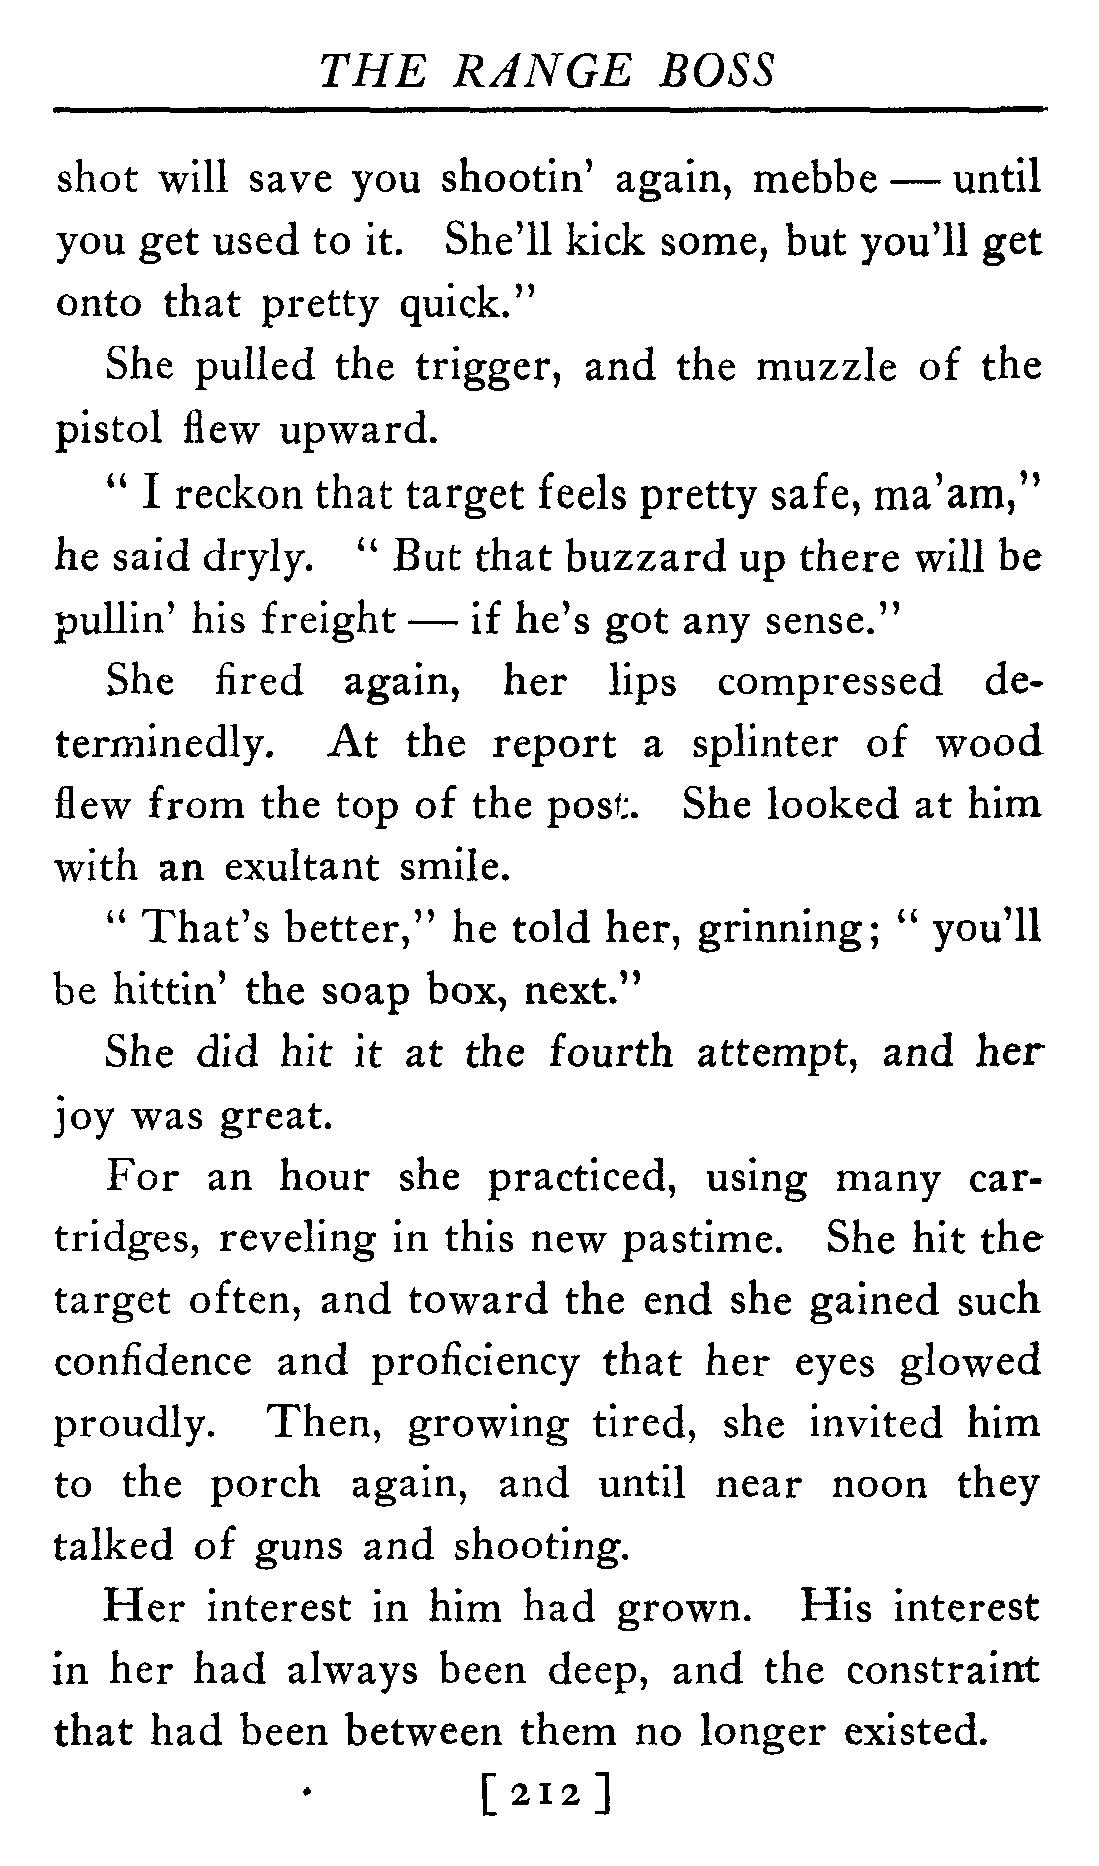 THE RANGE BOSS
shot will save you shootin' again, mebbe — until
you get used to it. She'll kick some, but you'll get
onto that pretty quick."
She pulled the trigger, and the muzzle of the
pistol flew upward.
" I reckon that target feels pretty safe, ma'am,"
he said dryly. " But that buzzard up there will be
pullin' his freight — if he's got any sense."
She fired again, her lips compressed de-
terminedly. At the report a splinter of wood
flew from the top of the post. She looked at him
with an exultant smile.
" That's better," he told her, grinning; " you'll
be hittin' the soap box, next."
She did hit it at the fourth attempt, and her
joy was great.
For an hour she practiced, using many car-
tridges, reveling in this new pastime. She hit the
target often, and toward the end she gained such
confidence and proficiency that her eyes glowed
proudly. Then, growing tired, she invited him
to the porch again, and until near noon they
talked of guns and shooting.
Her interest in him had grown. His interest
in her had always been deep, and the constraint
that had been between them no longer existed.
[ 212 ]